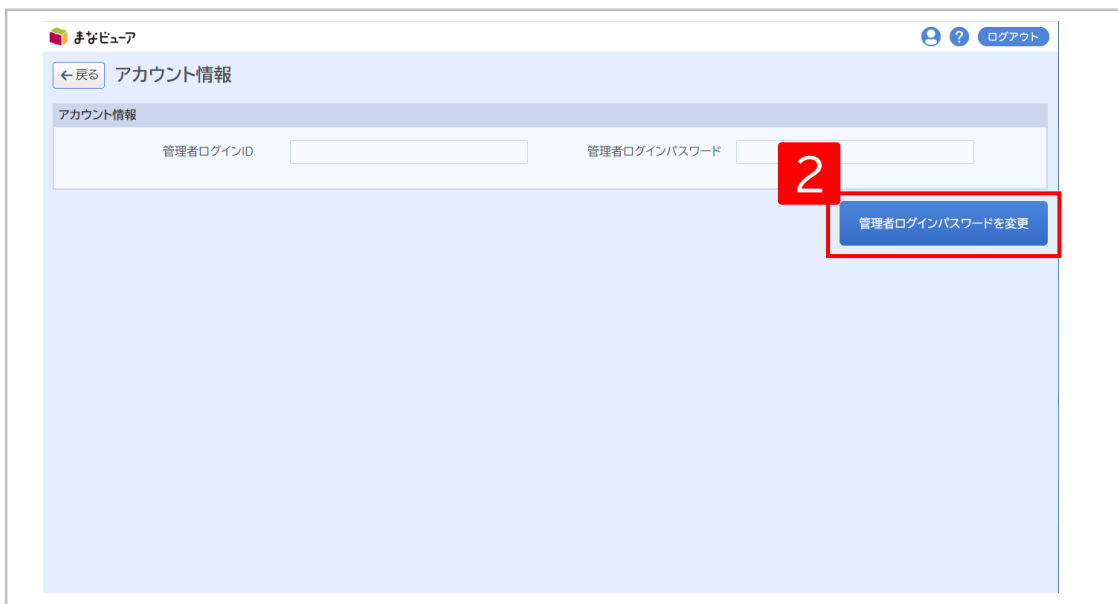 まなビューア
? ログアウト
←戻る アカウント情報
アカウント情報
管理者ログインID 管理者ログインパスワード
2
管理者ログインパスワードを変更